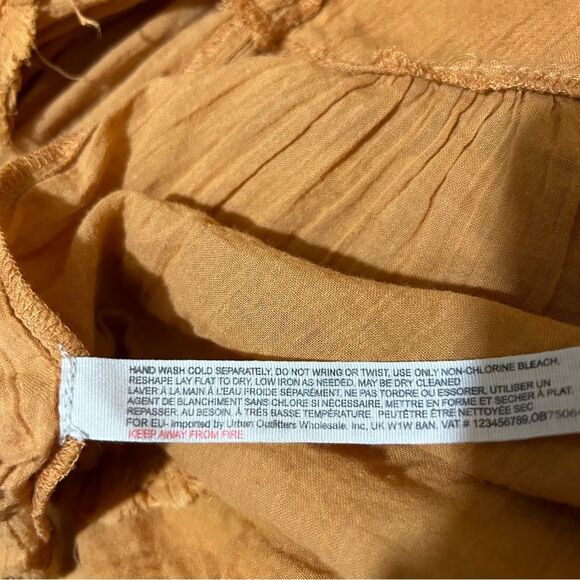 HAND WASH COLD SEPARATELY, DO NOT WRING OR TWIST, USE ONLY NON-CHLORINE BLEACH.
RESHAPE LAY FLAT TO DRY, LOW IRON AS NEEDED. MAY BE DRY CLEANED
LAVER À LA MAIN À L'EAU FROIDE SÉPARÉMENT, NE PAS TORDRE OU ESSORER, UTILISER UN
AGENT DE BLANCHIMENT SANS CHLORE SI NÉCESSAIRE, METTRE EN FORME ET SECHER À PLAT,
REPASSER, AU BESOIN, À TRÉS BASSE TEMPÉRATURE. PEUTÊTRE ÊTRE NETTOYÉE SEC
FOR EU- Imported by Urban Outfitters Wholesale, Inc, UK W1W 8AN. VAT # 123456789.
KEEP AWAY FROM FIRE